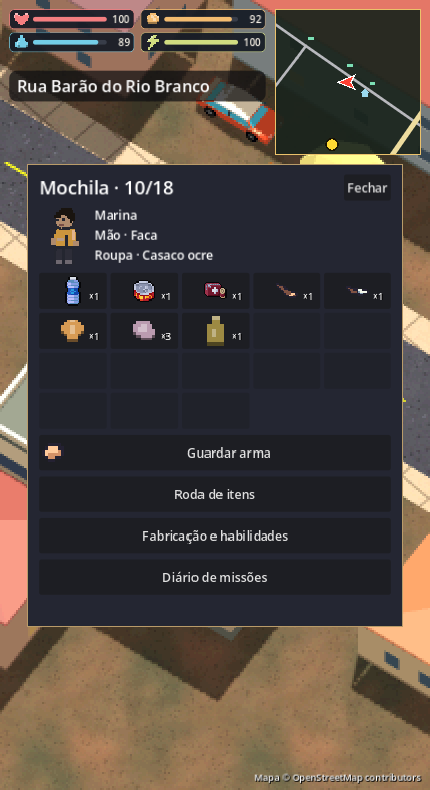 100
92
89
100
Rua Barão do Rio Branco
Mochila · 10/18
Fechar
Marina
Mão · Faca
Roupa · Casaco ocre
x1
x1
x1
x1
x1
x1
x3
x1
Guardar arma
Roda de itens
Fabricação e habilidades
Diário de missões
Mapa © OpenStreetMap contributors